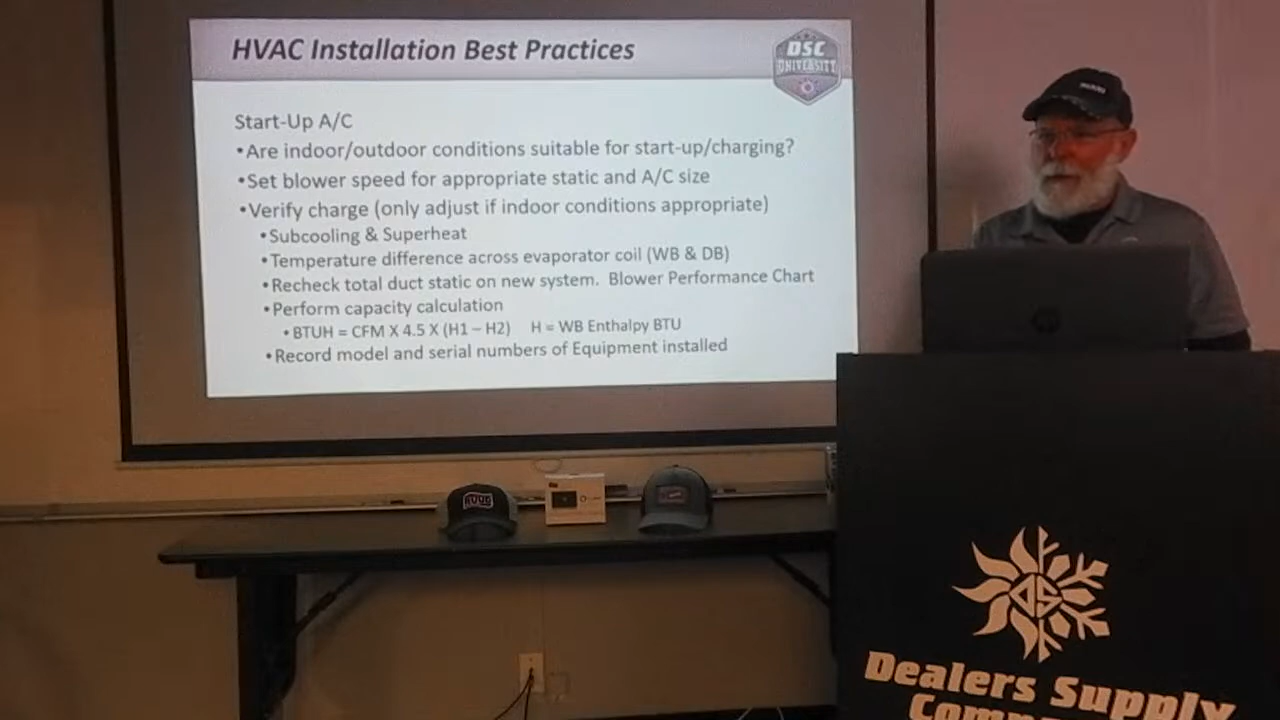 HVAC Installation Best Practices
DSC
UNIVERSITY
Start-Up A/C
•Are indoor/outdoor conditions suitable for start-up/charging?
•Set blower speed for appropriate static and A/C size
•Verify charge (only adjust if indoor conditions appropriate)
•Subcooling & Superheat
•Temperature difference across evaporator coil (WB & DB)
•Recheck total duct static on new system. Blower Performance Chart
•Perform capacity calculation
•BTUH = CFM X 4.5 X (H1 – H2) H = WB Enthalpy BTU
•Record model and serial numbers of Equipment installed
DS
Dealers Supply